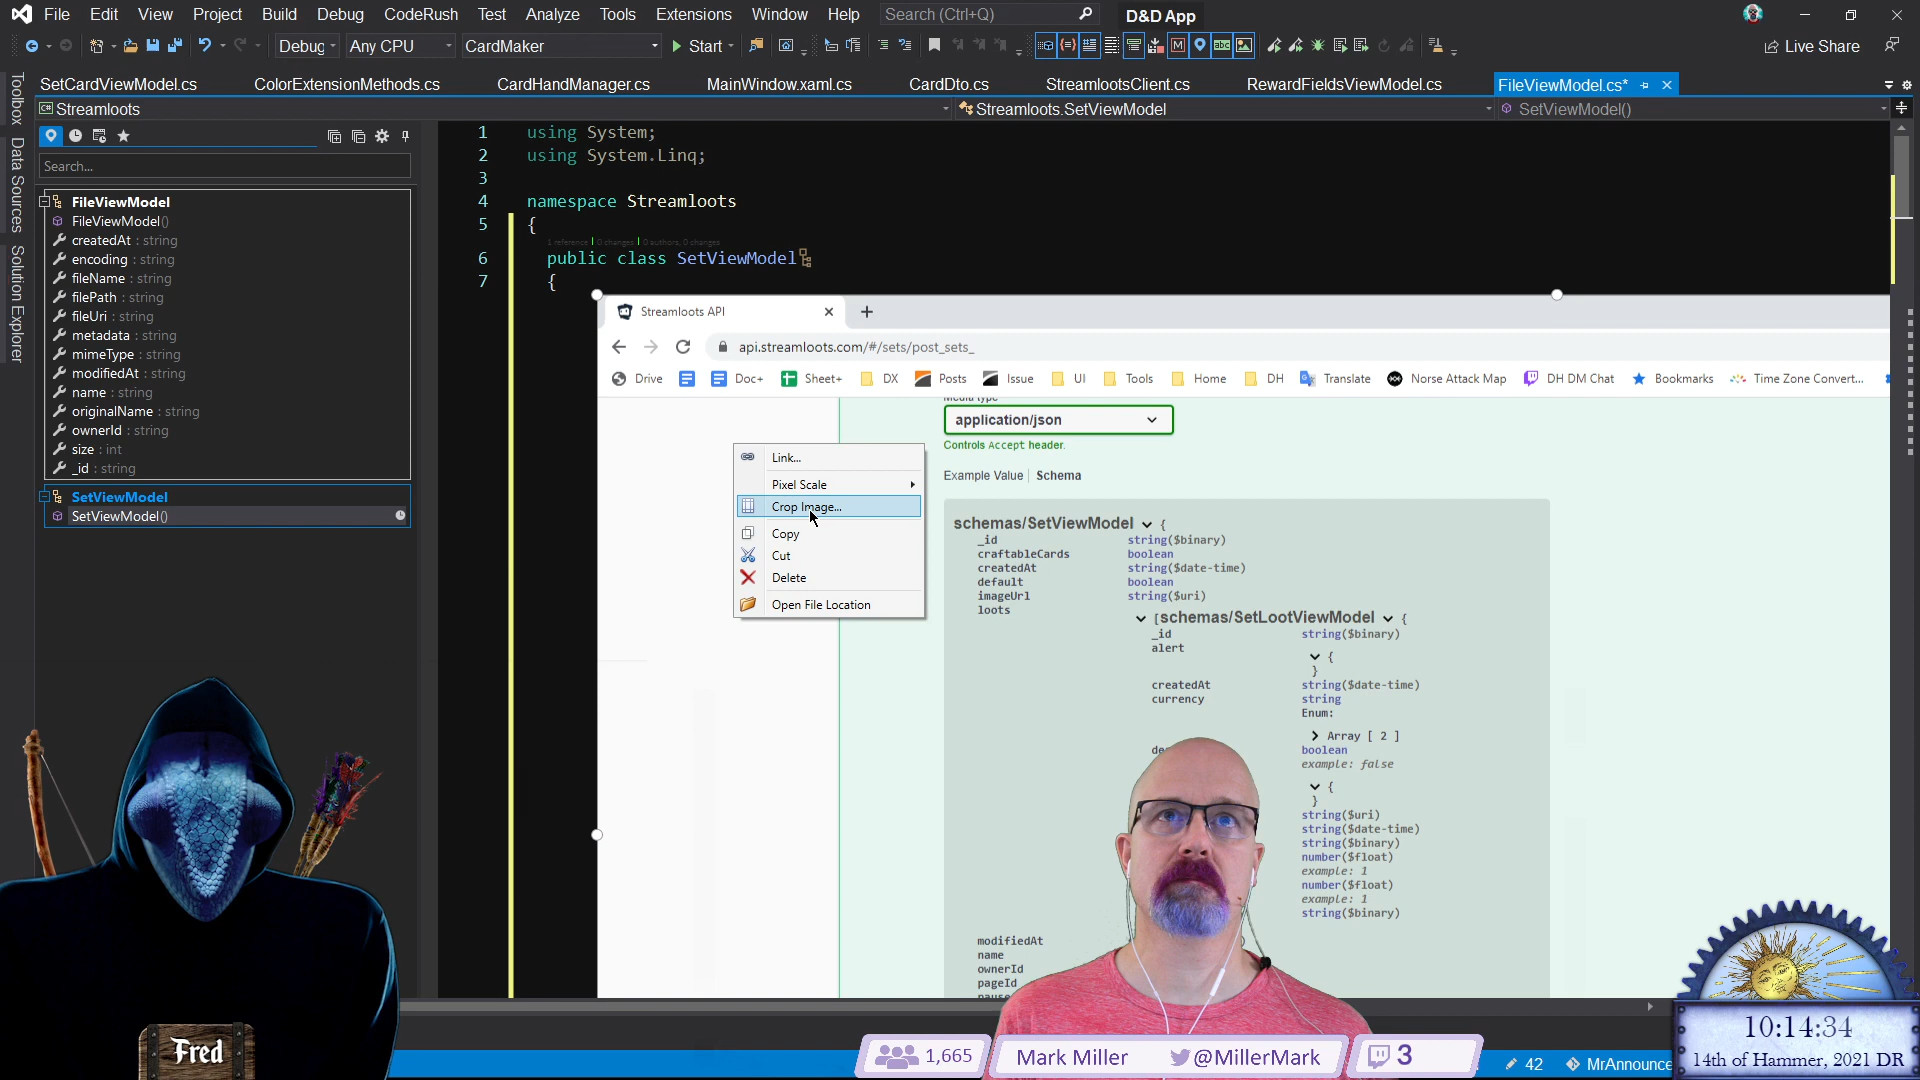 File Edit View Project Build Debug CodeRush Test Analyze Tools Extensions Window Help Search (Ctrl+Q) D&D App
Debug Any CPU CardMaker Start Live Share
SetCardViewModel.cs ColorExtensionMethods.cs CardHandManager.cs MainWindow.xaml.cs CardDto.cs StreamlootsClient.cs RewardFieldsViewModel.cs FileViewModel.cs*
Streamloots Streamloots.SetViewModel SetViewModel()
Toolbox
Data Sources
Solution Explorer
Search...
FileViewModel
FileViewModel()
createdAt : string
encoding : string
fileName : string
filePath : string
fileUri : string
metadata : string
mimeType : string
modifiedAt : string
name : string
originalName : string
ownerId : string
size : int
_id : string
SetViewModel
SetViewModel()
1 using System;
2 using System.Linq;
3
4 namespace Streamloots
5 {
1 reference | 0 changes | 0 authors, 0 changes
6 public class SetViewModel
7 {
Streamloots API
api.streamloots.com/#/sets/post_sets_
Drive Doc+ Sheet+ DX Posts Issue UI Tools Home DH Translate Norse Attack Map DH DM Chat Bookmarks Time Zone Convert...
Media type
application/json
Controls Accept header.
Example Value Schema
Link...
Pixel Scale
Crop Image...
Copy
Cut
Delete
Open File Location
schemas/SetViewModel {
_id string($binary)
craftableCards boolean
createdAt string($date-time)
default boolean
imageUrl string($uri)
loots
[schemas/SetLootViewModel {
_id string($binary)
alert
{
}
createdAt string($date-time)
currency string
Enum:
Array [ 2 ]
boolean
example: false
{
}
string($uri)
string($date-time)
string($binary)
number($float)
example: 1
number($float)
example: 1
string($binary)
modifiedAt
name
ownerId
pageId
Fred
1,665
Mark Miller @MillerMark
3
42 MrAnnounce
10:14:34
14th of Hammer, 2021 DR